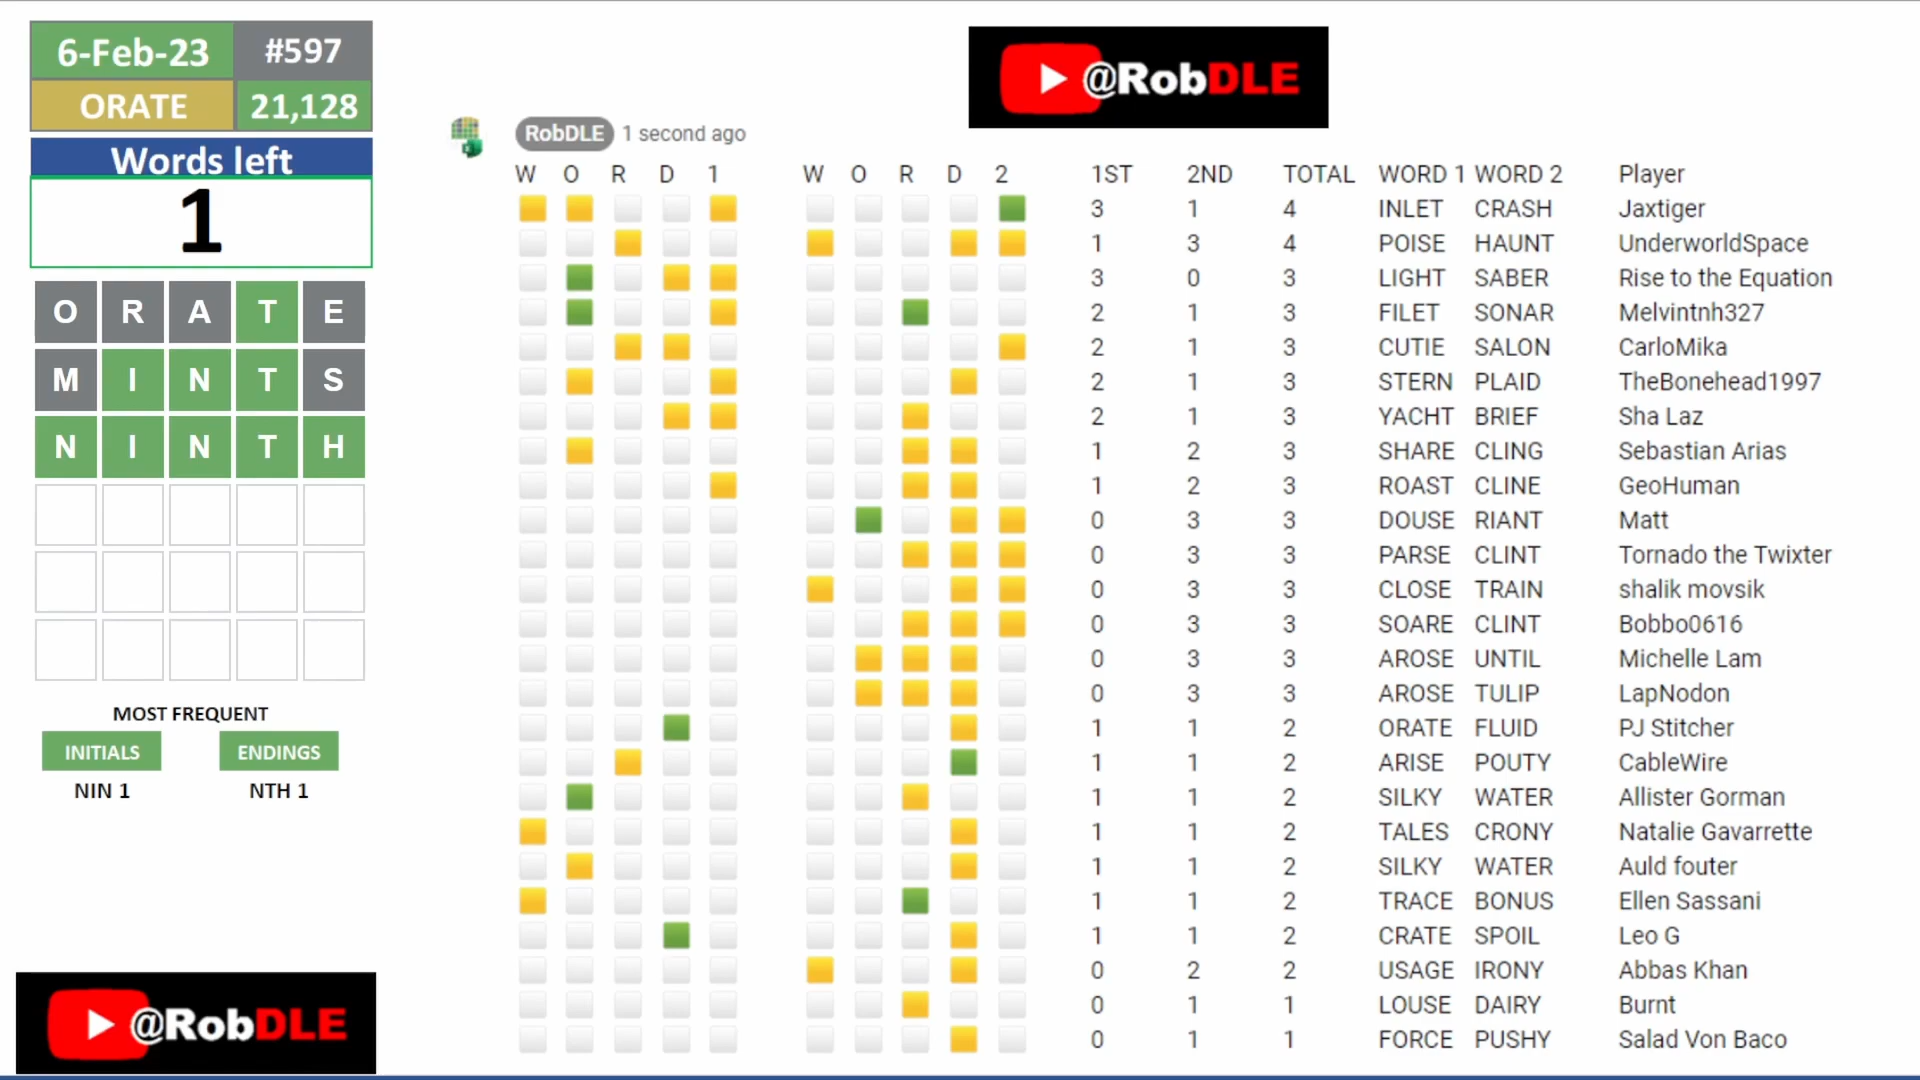 6-Feb-23 #597
ORATE 21,128
Words left
1
O R A T E
M I N T S
N I N T H
MOST FREQUENT
INITIALS ENDINGS
NIN 1 NTH 1
@RobDLE
@RobDLE
RobDLE 1 second ago
W O R D 1 W O R D 2 1ST 2ND TOTAL WORD 1 WORD 2 Player
3 1 4 INLET CRASH Jaxtiger
1 3 4 POISE HAUNT UnderworldSpace
3 0 3 LIGHT SABER Rise to the Equation
2 1 3 FILET SONAR Melvintnh327
2 1 3 CUTIE SALON CarloMika
2 1 3 STERN PLAID TheBonehead1997
2 1 3 YACHT BRIEF Sha Laz
1 2 3 SHARE CLING Sebastian Arias
1 2 3 ROAST CLINE GeoHuman
0 3 3 DOUSE RIANT Matt
0 3 3 PARSE CLINT Tornado the Twixter
0 3 3 CLOSE TRAIN shalik movsik
0 3 3 SOARE CLINT Bobbo0616
0 3 3 AROSE UNTIL Michelle Lam
0 3 3 AROSE TULIP LapNodon
1 1 2 ORATE FLUID PJ Stitcher
1 1 2 ARISE POUTY CableWire
1 1 2 SILKY WATER Allister Gorman
1 1 2 TALES CRONY Natalie Gavarrette
1 1 2 SILKY WATER Auld fouter
1 1 2 TRACE BONUS Ellen Sassani
1 1 2 CRATE SPOIL Leo G
0 2 2 USAGE IRONY Abbas Khan
0 1 1 LOUSE DAIRY Burnt
0 1 1 FORCE PUSHY Salad Von Baco